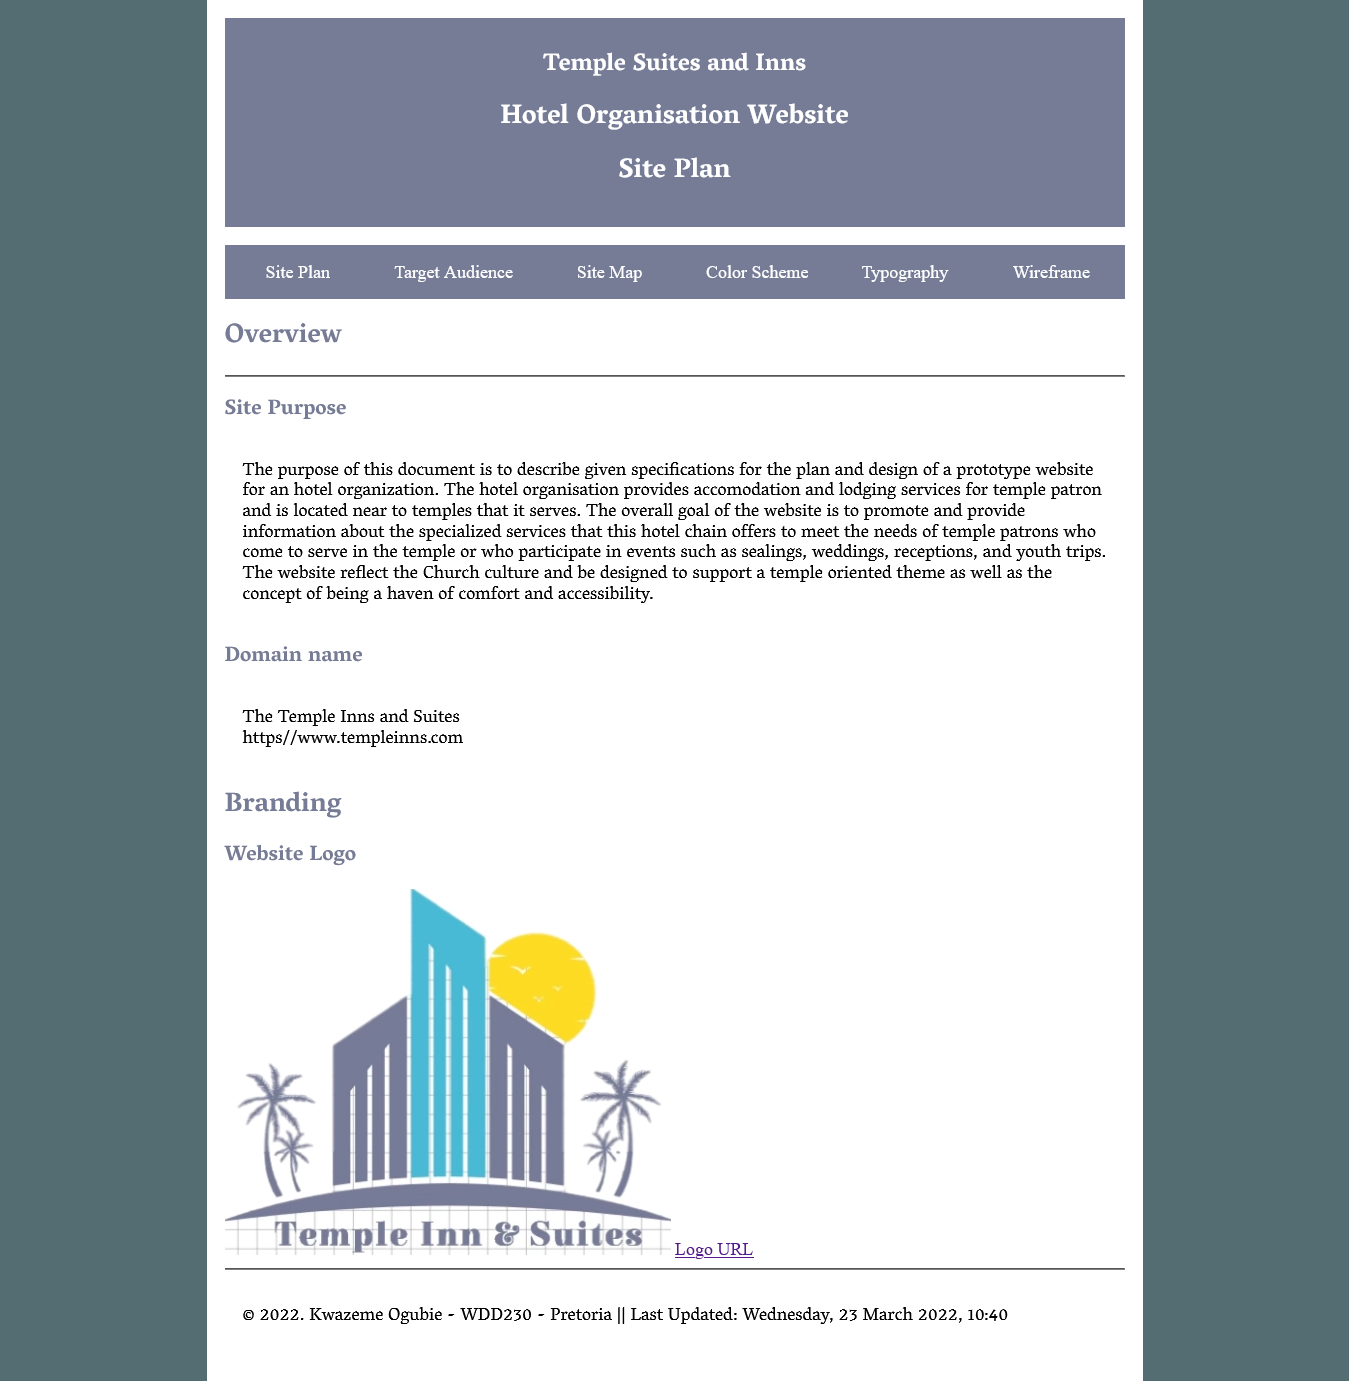 Temple Suites and Inns
Hotel Organisation Website
Site Plan
Site Plan Target Audience Site Map Color Scheme Typography Wireframe
Overview
Site Purpose
The purpose of this document is to describe given specifications for the plan and design of a prototype website
for an hotel organization. The hotel organisation provides accomodation and lodging services for temple patron
and is located near to temples that it serves. The overall goal of the website is to promote and provide
information about the specialized services that this hotel chain offers to meet the needs of temple patrons who
come to serve in the temple or who participate in events such as sealings, weddings, receptions, and youth trips.
The website reflect the Church culture and be designed to support a temple oriented theme as well as the
concept of being a haven of comfort and accessibility.
Domain name
The Temple Inns and Suites
https//www.templeinns.com
Branding
Website Logo
Temple Inn & Suites
Logo URL
© 2022. Kwazeme Ogubie - WDD230 - Pretoria || Last Updated: Wednesday, 23 March 2022, 10:40